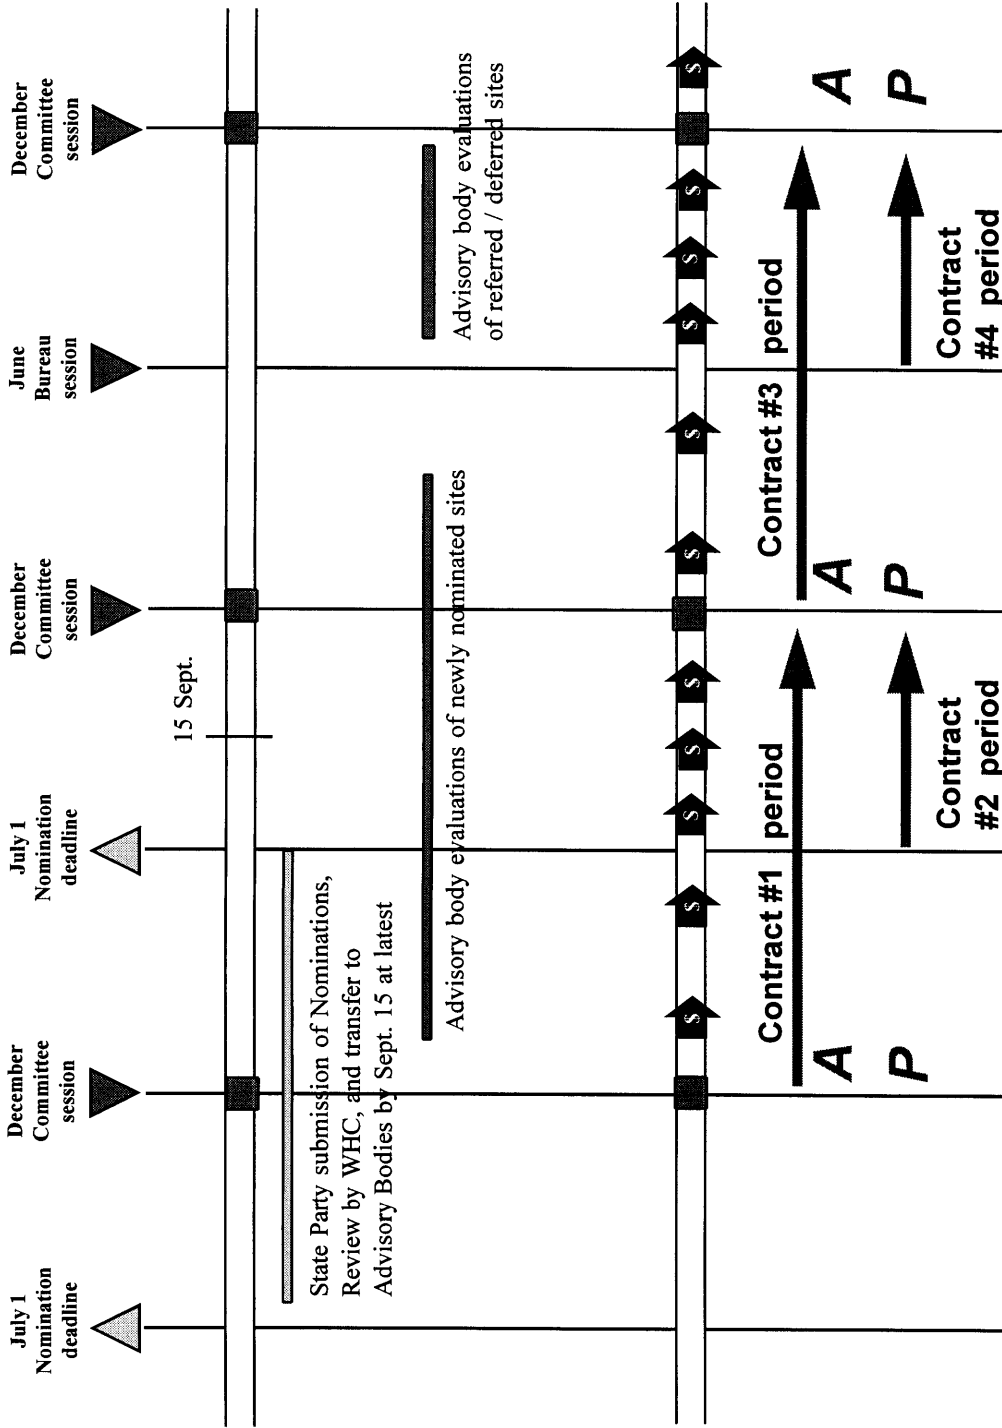 July 1
Nomination
deadline
December
Committee
session
July 1
Nomination
deadline
December
Committee
session
June
Bureau
session
December
Committee
session
15 Sept.
State Party submission of Nominations,
Review by WHC, and transfer to
Advisory Bodies by Sept. 15 at latest
Advisory body evaluations of newly nominated sites
Advisory body evaluations
of referred / deferred sites
$
$
$
$
$
$
$
$
$
$
$
Contract #1 period
Contract #3 period
A
A
A
P
P
P
Contract
#2 period
Contract
#4 period